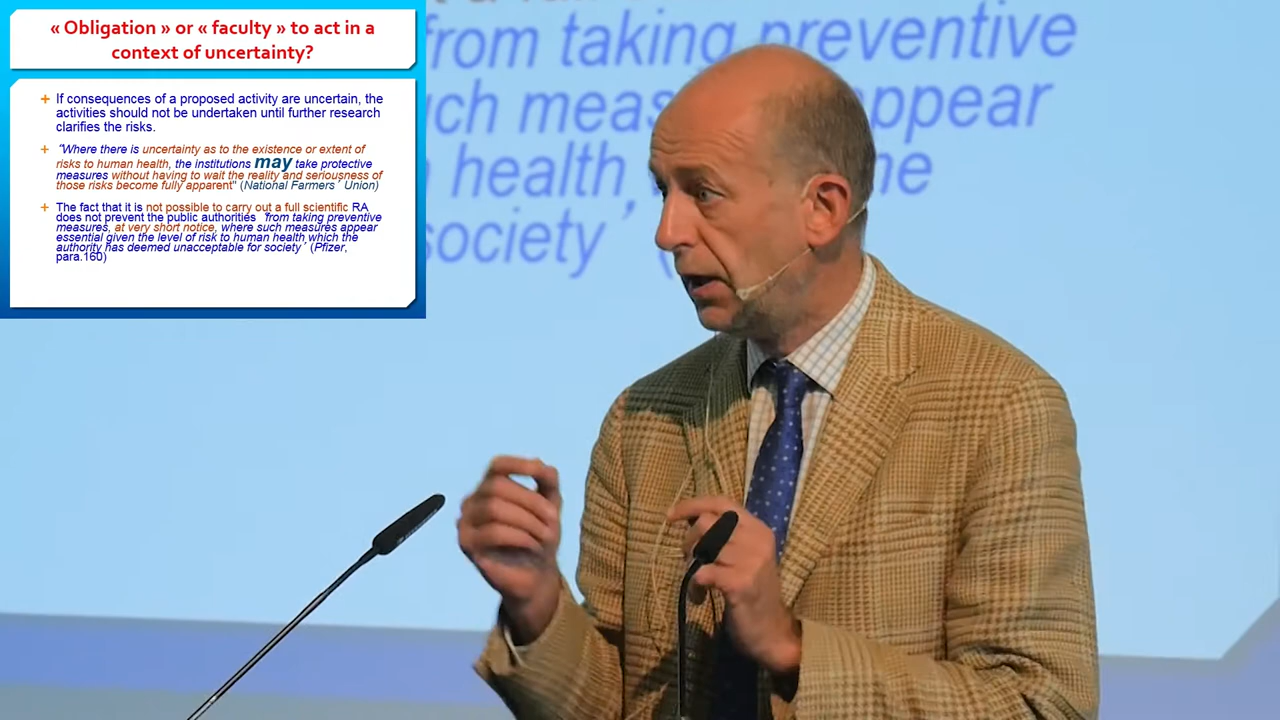 « Obligation » or « faculty » to act in a
context of uncertainty?
+ If consequences of a proposed activity are uncertain, the
activities should not be undertaken until further research
clarifies the risks.
+ "Where there is uncertainty as to the existence or extent of
risks to human health, the institutions may take protective
measures without having to wait the reality and seriousness of
those risks become fully apparent" (National Farmers' Union)
+ The fact that it is not possible to carry out a full scientific RA
does not prevent the public authorities 'from taking preventive
measures, at very short notice, where such measures appear
essential given the level of risk to human health which the
authority has deemed unacceptable for society' (Pfizer,
para.160)
from taking preventive
appear
health,
society'